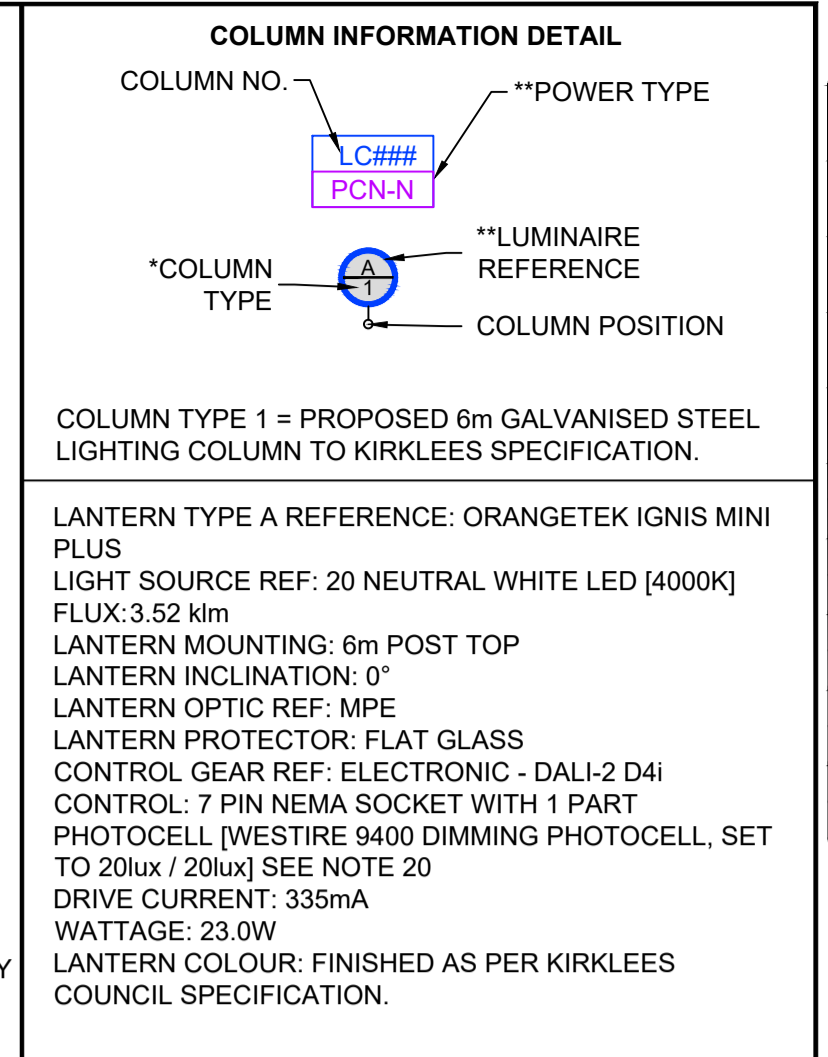 COLUMN INFORMATION DETAIL
COLUMN NO.
**POWER TYPE
LC###
PCN-N
**LUMINAIRE
REFERENCE
*COLUMN
TYPE
A
1
COLUMN POSITION
COLUMN TYPE 1 = PROPOSED 6m GALVANISED STEEL
LIGHTING COLUMN TO KIRKLEES SPECIFICATION.
LANTERN TYPE A REFERENCE: ORANGETEK IGNIS MINI
PLUS
LIGHT SOURCE REF: 20 NEUTRAL WHITE LED [4000K]
FLUX:3.52 klm
LANTERN MOUNTING: 6m POST TOP
LANTERN INCLINATION: 0°
LANTERN OPTIC REF: MPE
LANTERN PROTECTOR: FLAT GLASS
CONTROL GEAR REF: ELECTRONIC - DALI-2 D4i
CONTROL: 7 PIN NEMA SOCKET WITH 1 PART
PHOTOCELL [WESTIRE 9400 DIMMING PHOTOCELL, SET
TO 20lux / 20lux] SEE NOTE 20
DRIVE CURRENT: 335mA
WATTAGE: 23.0W
LANTERN COLOUR: FINISHED AS PER KIRKLEES
COUNCIL SPECIFICATION.
Y